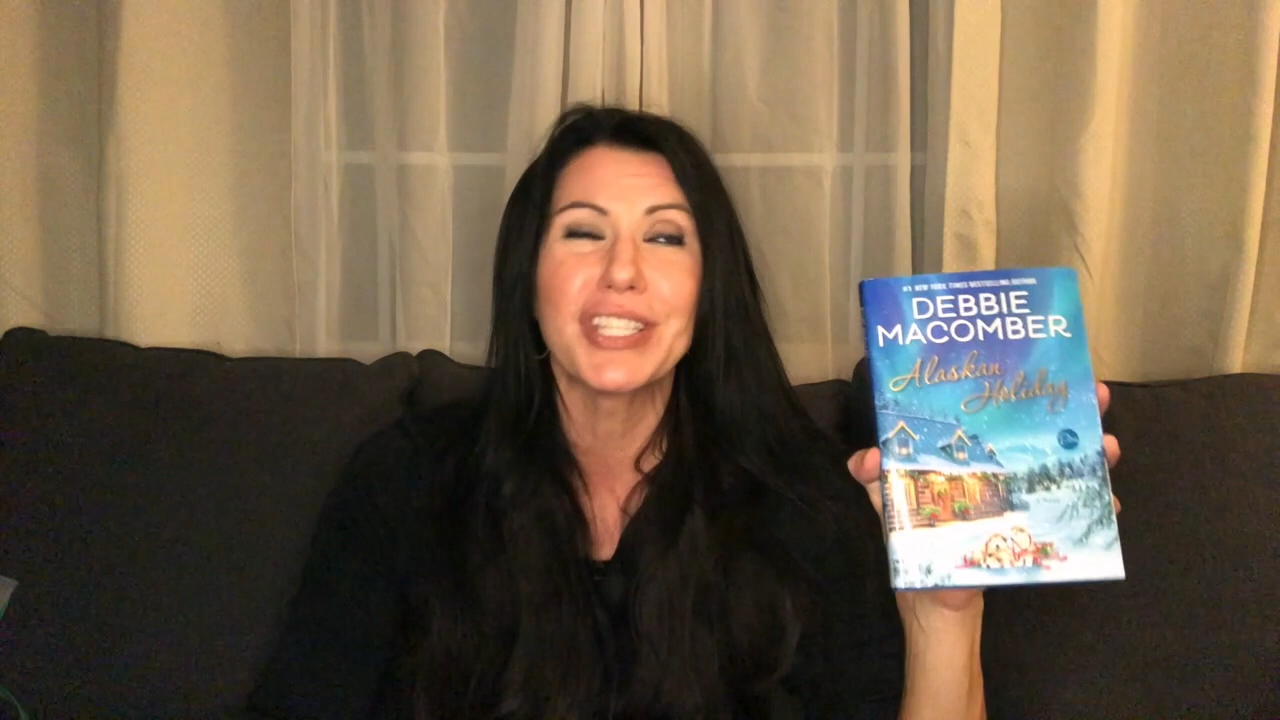 #1 NEW YORK TIMES BESTSELLING AUTHOR
DEBBIE
MACOMBER
Alaskan
Holiday